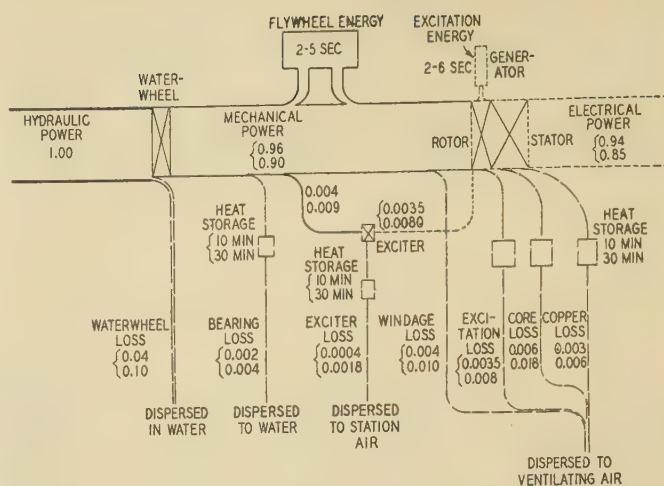 FLYWHEEL ENERGY
2-5 SEC
EXCITATION
ENERGY
2-6 SEC
GENER-
ATOR
WATER-
WHEEL
HYDRAULIC
POWER
1.00
MECHANICAL
POWER
0.96
0.90
ROTOR
STATOR
ELECTRICAL
POWER
0.94
0.85
0.004
0.009
0.0035
0.0080
EXCITER
HEAT
STORAGE
10 MIN
30 MIN
HEAT
STORAGE
10 MIN
30 MIN
HEAT
STORAGE
10 MIN
30 MIN
WATERWHEEL
LOSS
0.04
0.10
BEARING
LOSS
0.002
0.004
EXCITER
LOSS
0.0004
0.0018
WINDAGE
LOSS
0.004
0.010
EXCI-
TATION
LOSS
0.0035
0.008
CORE
LOSS
0.006
0.018
COPPER
LOSS
0.003
0.006
DISPERSED
IN WATER
DISPERSED
TO WATER
DISPERSED
TO STATION
AIR
DISPERSED TO
VENTILATING AIR